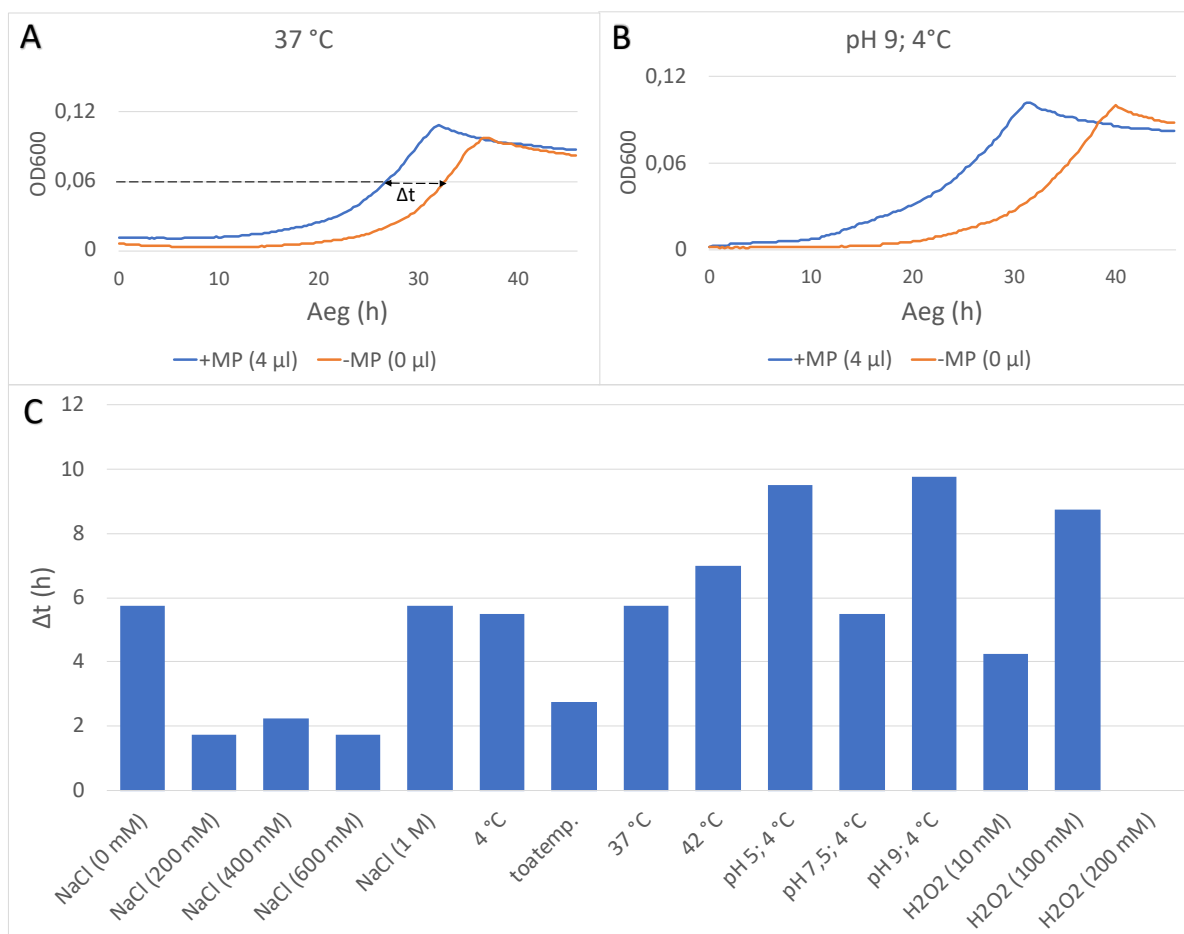 A
37 °C
0,12
0,06
0
OD600
Δt
0
10
20
30
40
Aeg (h)
+MP (4 µl)
-MP (0 µl)
B
pH 9; 4°C
0,12
0,06
0
OD600
0
10
20
30
40
Aeg (h)
+MP (4 µl)
-MP (0 µl)
C
12
10
8
6
4
2
0
Δt (h)
NaCl (0 mM)
NaCl (200 mM)
NaCl (400 mM)
NaCl (600 mM)
NaCl (1 M)
4 °C
toatemp.
37 °C
42 °C
pH 5; 4 °C
pH 7,5; 4 °C
pH 9; 4 °C
H2O2 (10 mM)
H2O2 (100 mM)
H2O2 (200 mM)